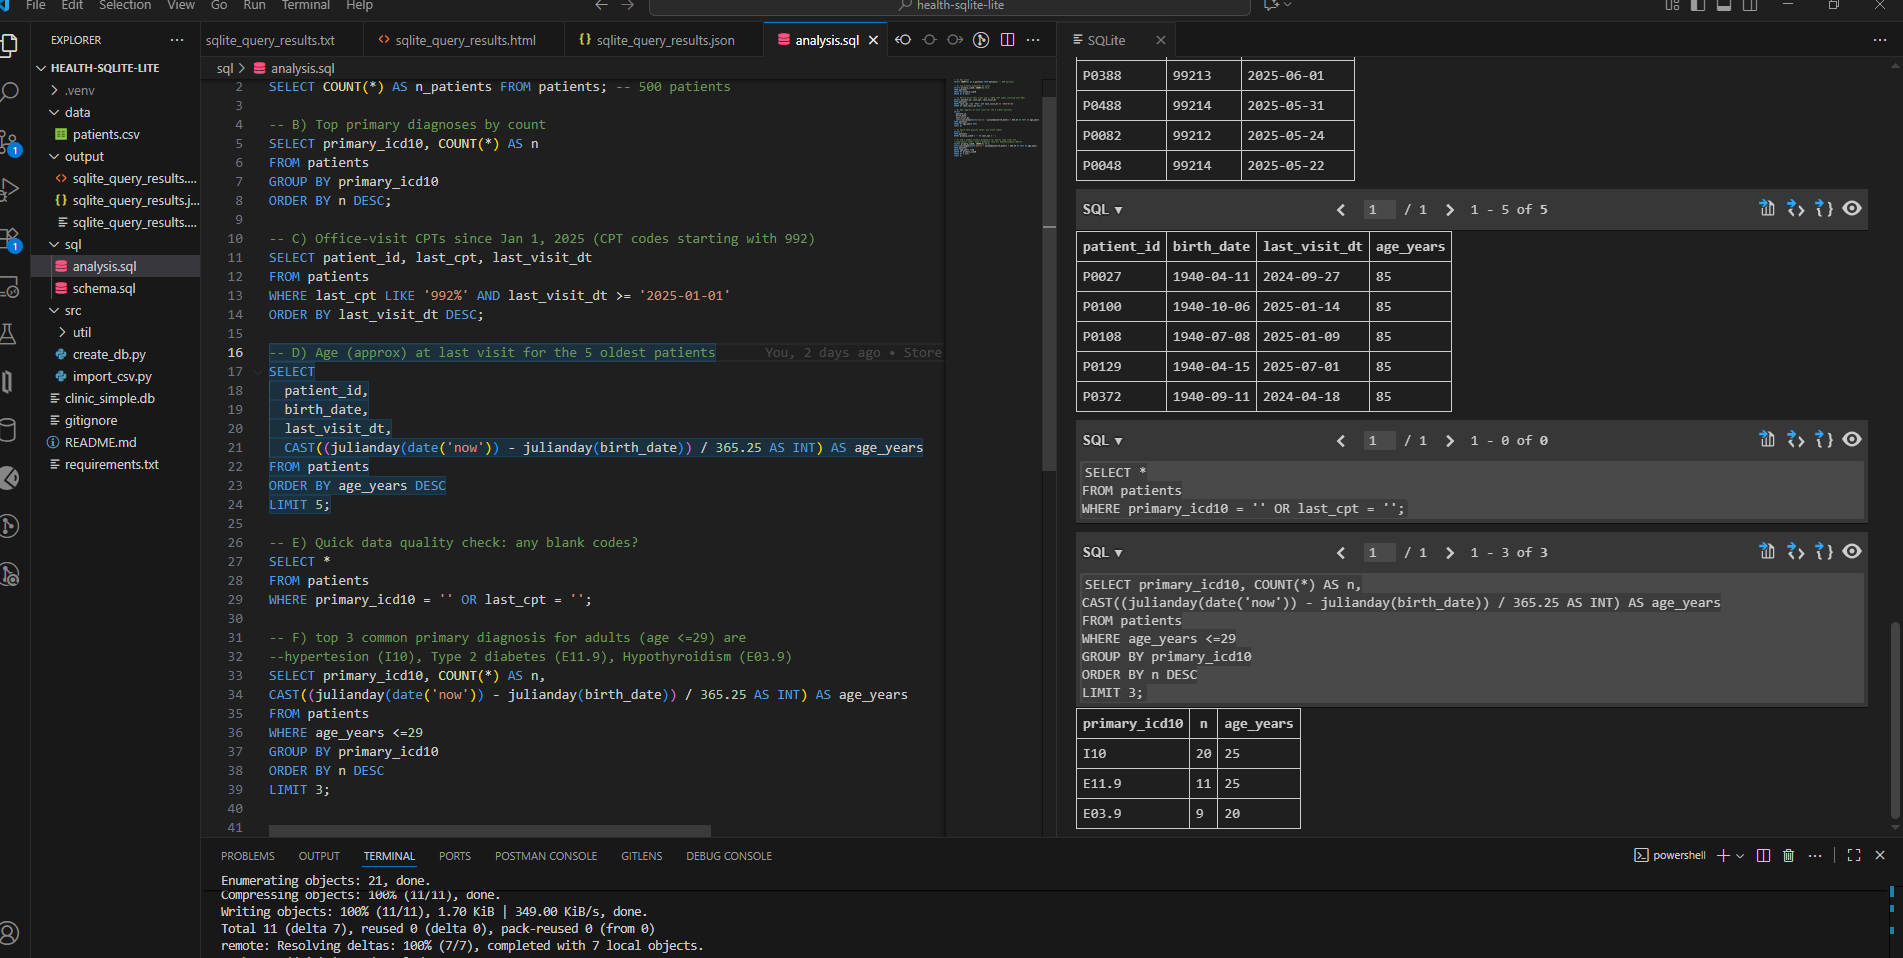 File Edit Selection View Go Run Terminal Help
health-sqlite-lite
EXPLORER
HEALTH-SQLITE-LITE
.venv
data
patients.csv
output
sqlite_query_results....
sqlite_query_results.j...
sqlite_query_results....
sql
analysis.sql
schema.sql
src
util
create_db.py
import_csv.py
clinic_simple.db
gitignore
README.md
requirements.txt
1
1
sqlite_query_results.txt
sqlite_query_results.html
sqlite_query_results.json
analysis.sql
sql > analysis.sql
2 SELECT COUNT(*) AS n_patients FROM patients; -- 500 patients
3
4 -- B) Top primary diagnoses by count
5 SELECT primary_icd10, COUNT(*) AS n
6 FROM patients
7 GROUP BY primary_icd10
8 ORDER BY n DESC;
9
10 -- C) Office-visit CPTs since Jan 1, 2025 (CPT codes starting with 992)
11 SELECT patient_id, last_cpt, last_visit_dt
12 FROM patients
13 WHERE last_cpt LIKE '992%' AND last_visit_dt >= '2025-01-01'
14 ORDER BY last_visit_dt DESC;
15
16 -- D) Age (approx) at last visit for the 5 oldest patients You, 2 days ago • Store
17 SELECT
18 patient_id,
19 birth_date,
20 last_visit_dt,
21 CAST((julianday(date('now')) - julianday(birth_date)) / 365.25 AS INT) AS age_years
22 FROM patients
23 ORDER BY age_years DESC
24 LIMIT 5;
25
26 -- E) Quick data quality check: any blank codes?
27 SELECT *
28 FROM patients
29 WHERE primary_icd10 = '' OR last_cpt = '';
30
31 -- F) top 3 common primary diagnosis for adults (age <=29) are
32 --hypertesion (I10), Type 2 diabetes (E11.9), Hypothyroidism (E03.9)
33 SELECT primary_icd10, COUNT(*) AS n,
34 CAST((julianday(date('now')) - julianday(birth_date)) / 365.25 AS INT) AS age_years
35 FROM patients
36 WHERE age_years <=29
37 GROUP BY primary_icd10
38 ORDER BY n DESC
39 LIMIT 3;
40
41
SQLite
P0388 99213 2025-06-01
P0488 99214 2025-05-31
P0082 99212 2025-05-24
P0048 99214 2025-05-22
SQL 1 / 1 1 - 5 of 5
patient_id birth_date last_visit_dt age_years
P0027 1940-04-11 2024-09-27 85
P0100 1940-10-06 2025-01-14 85
P0108 1940-07-08 2025-01-09 85
P0129 1940-04-15 2025-07-01 85
P0372 1940-09-11 2024-04-18 85
SQL 1 / 1 1 - 0 of 0
SELECT *
FROM patients
WHERE primary_icd10 = '' OR last_cpt = '';
SQL 1 / 1 1 - 3 of 3
SELECT primary_icd10, COUNT(*) AS n,
CAST((julianday(date('now')) - julianday(birth_date)) / 365.25 AS INT) AS age_years
FROM patients
WHERE age_years <=29
GROUP BY primary_icd10
ORDER BY n DESC
LIMIT 3;
primary_icd10 n age_years
I10 20 25
E11.9 11 25
E03.9 9 20
PROBLEMS OUTPUT TERMINAL PORTS POSTMAN CONSOLE GITLENS DEBUG CONSOLE
powershell
Enumerating objects: 21, done.
Compressing objects: 100% (11/11), done.
Writing objects: 100% (11/11), 1.70 KiB | 349.00 KiB/s, done.
Total 11 (delta 7), reused 0 (delta 0), pack-reused 0 (from 0)
remote: Resolving deltas: 100% (7/7), completed with 7 local objects.